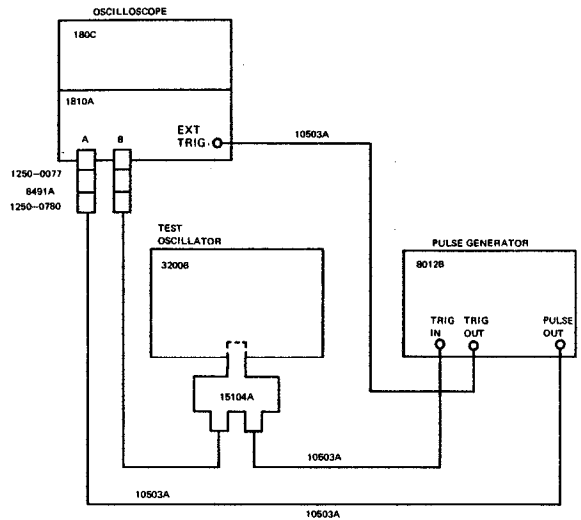 OSCILLOSCOPE
180C
1810A
A B
EXT
TRIG
10503A
1250-0077
8491A
1250-0780
TEST
OSCILLATOR
3200B
PULSE GENERATOR
8012B
TRIG IN
TRIG OUT
PULSE OUT
15104A
10503A
10503A
10503A